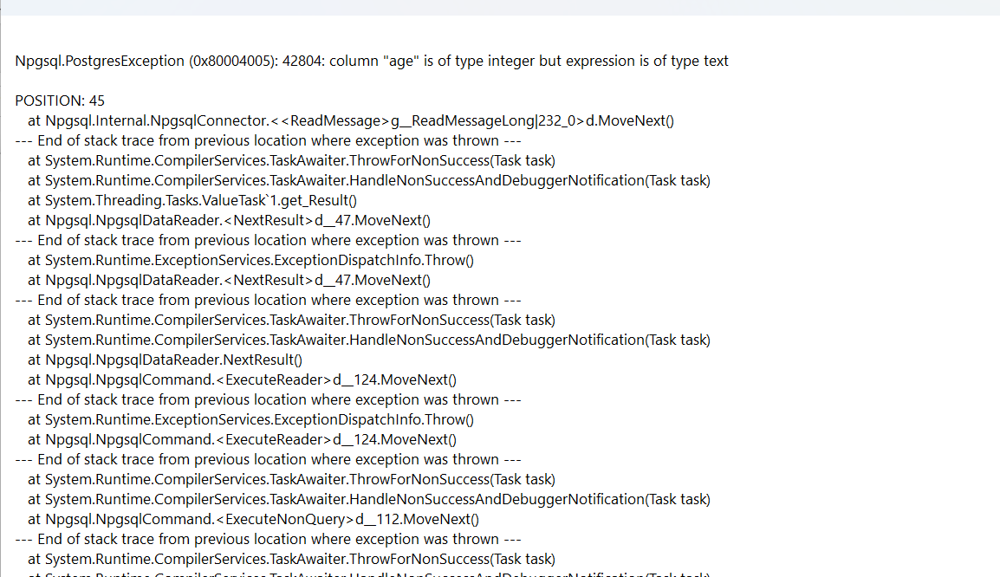 Npgsql.PostgresException (0x80004005): 42804: column "age" is of type integer but expression is of type text
POSITION: 45
at Npgsql.Internal.NpgsqlConnector.<<ReadMessage>g__ReadMessageLong|232_0>d.MoveNext()
--- End of stack trace from previous location where exception was thrown ---
at System.Runtime.CompilerServices.TaskAwaiter.ThrowForNonSuccess(Task task)
at System.Runtime.CompilerServices.TaskAwaiter.HandleNonSuccessAndDebuggerNotification(Task task)
at System.Threading.Tasks.ValueTask`1.get_Result()
at Npgsql.NpgsqlDataReader.<NextResult>d__47.MoveNext()
--- End of stack trace from previous location where exception was thrown ---
at System.Runtime.ExceptionServices.ExceptionDispatchInfo.Throw()
at Npgsql.NpgsqlDataReader.<NextResult>d__47.MoveNext()
--- End of stack trace from previous location where exception was thrown ---
at System.Runtime.CompilerServices.TaskAwaiter.ThrowForNonSuccess(Task task)
at System.Runtime.CompilerServices.TaskAwaiter.HandleNonSuccessAndDebuggerNotification(Task task)
at Npgsql.NpgsqlDataReader.NextResult()
at Npgsql.NpgsqlCommand.<ExecuteReader>d__124.MoveNext()
--- End of stack trace from previous location where exception was thrown ---
at System.Runtime.ExceptionServices.ExceptionDispatchInfo.Throw()
at Npgsql.NpgsqlCommand.<ExecuteReader>d__124.MoveNext()
--- End of stack trace from previous location where exception was thrown ---
at System.Runtime.CompilerServices.TaskAwaiter.ThrowForNonSuccess(Task task)
at System.Runtime.CompilerServices.TaskAwaiter.HandleNonSuccessAndDebuggerNotification(Task task)
at Npgsql.NpgsqlCommand.<ExecuteNonQuery>d__112.MoveNext()
--- End of stack trace from previous location where exception was thrown ---
at System.Runtime.CompilerServices.TaskAwaiter.ThrowForNonSuccess(Task task)